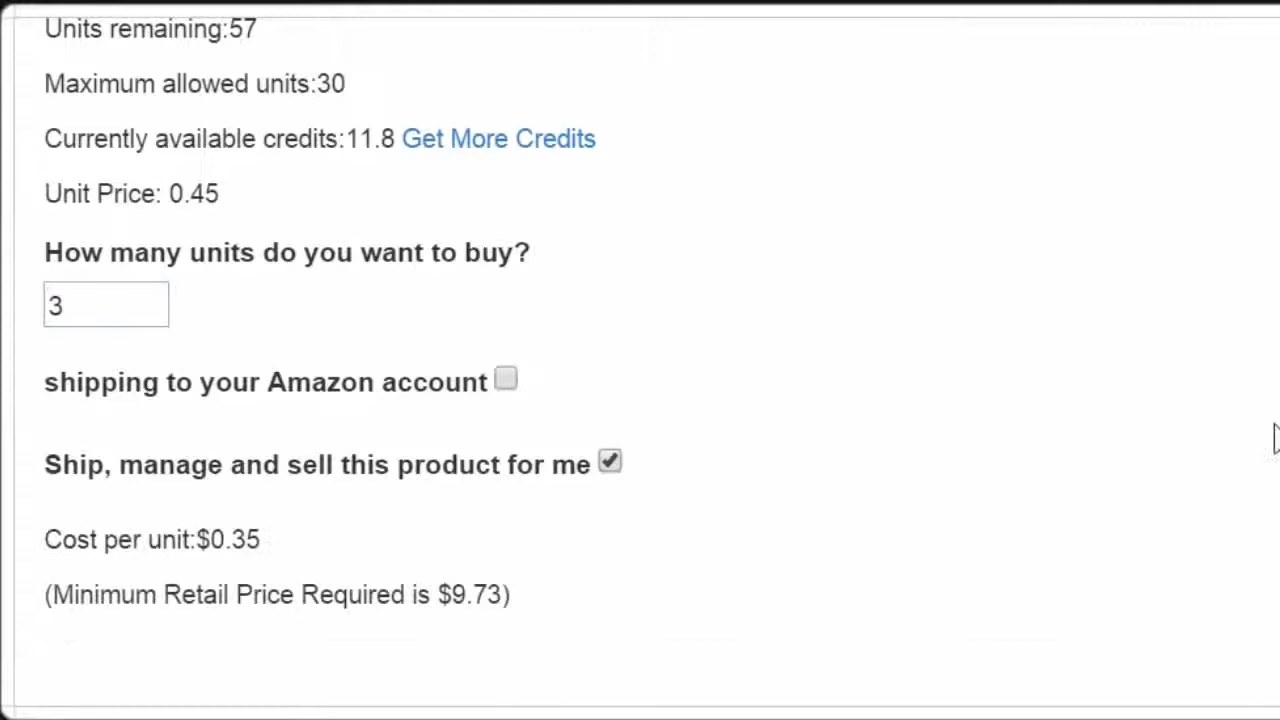 Units remaining:57
Maximum allowed units:30
Currently available credits:11.8 Get More Credits
Unit Price: 0.45
How many units do you want to buy?
3
shipping to your Amazon account
Ship, manage and sell this product for me
Cost per unit:$0.35
(Minimum Retail Price Required is $9.73)